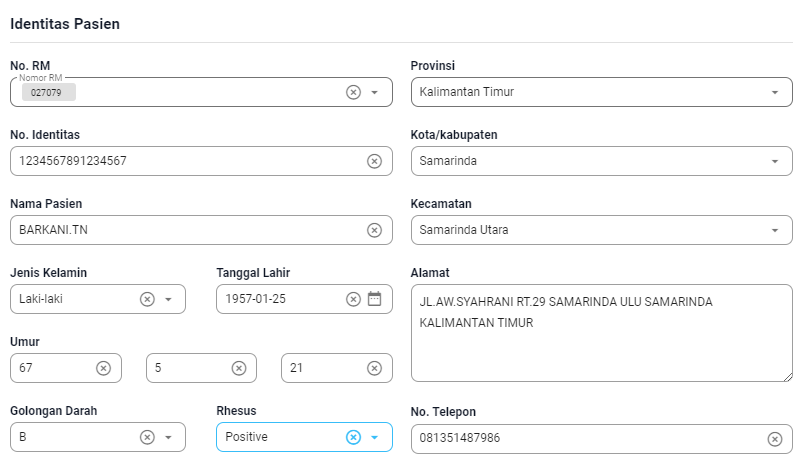 Identitas Pasien
No. RM
Nomor RM
027079
Provinsi
Kalimantan Timur
No. Identitas
1234567891234567
Kota/kabupaten
Samarinda
Nama Pasien
BARKANI.TN
Kecamatan
Samarinda Utara
Jenis Kelamin
Laki-laki
Tanggal Lahir
1957-01-25
Alamat
JL.AW.SYAHRANI RT.29 SAMARINDA ULU SAMARINDA
KALIMANTAN TIMUR
Umur
67 5 21
Golongan Darah
B
Rhesus
Positive
No. Telepon
081351487986